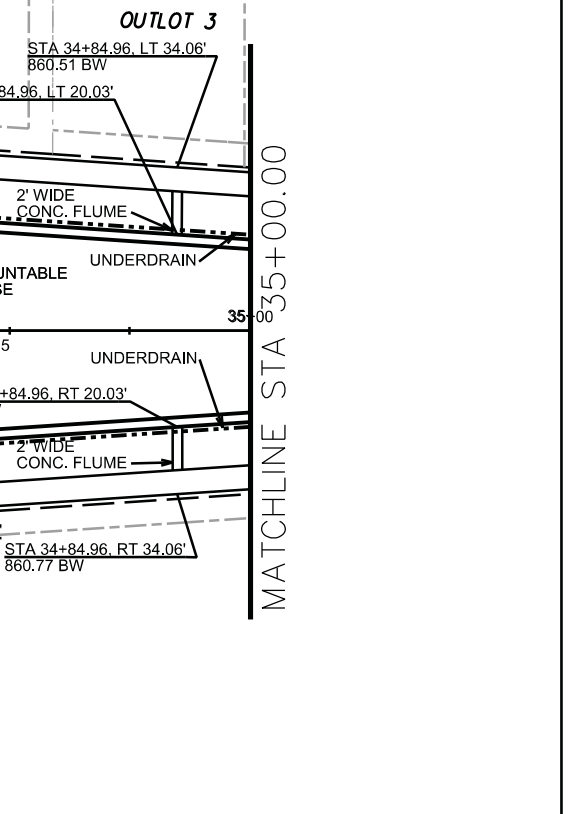 OUTLOT 3
STA 34+84.96, LT 34.06'
860.51 BW
84.96, LT 20.03'
2' WIDE
CONC. FLUME
UNDERDRAIN
UNTABLE
SE
35+00
5
UNDERDRAIN
+84.96, RT 20.03'
2' WIDE
CONC. FLUME
STA 34+84.96, RT 34.06'
860.77 BW
MATCHLINE STA 35+00.00